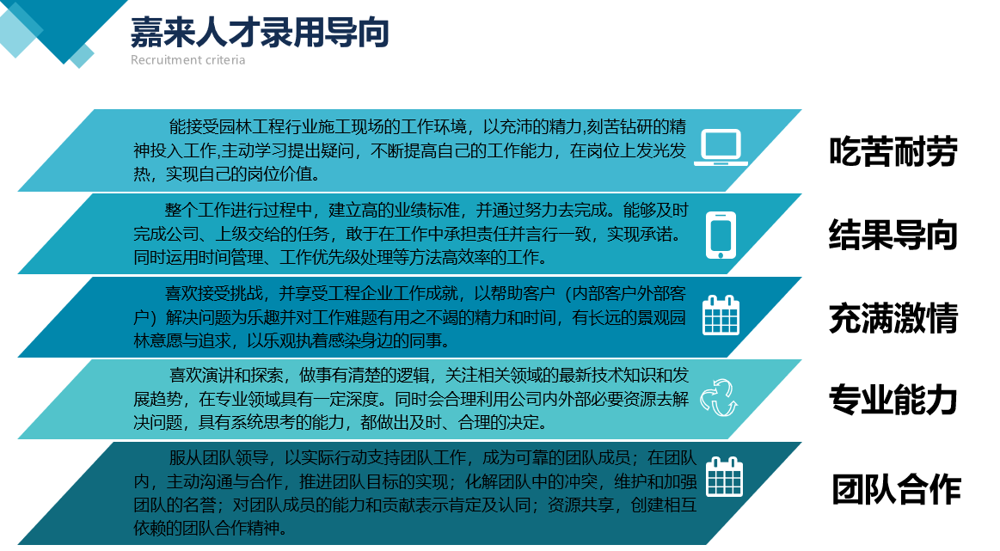 嘉来人才录用导向
Recruitment criteria
能接受园林工程行业施工现场的工作环境，以充沛的精力,刻苦钻研的精
神投入工作,主动学习提出疑问，不断提高自己的工作能力，在岗位上发光发
热，实现自己的岗位价值。
吃苦耐劳
整个工作进行过程中，建立高的业绩标准，并通过努力去完成。能够及时
完成公司、上级交给的任务，敢于在工作中承担责任并言行一致，实现承诺。
同时运用时间管理、工作优先级处理等方法高效率的工作。
结果导向
喜欢接受挑战，并享受工程企业工作成就，以帮助客户（内部客户外部客
户）解决问题为乐趣并对工作难题有用之不竭的精力和时间，有长远的景观园
林意愿与追求，以乐观执着感染身边的同事。
充满激情
喜欢演讲和探索，做事有清楚的逻辑，关注相关领域的最新技术知识和发
展趋势，在专业领域具有一定深度。同时会合理利用公司内外部必要资源去解
决问题，具有系统思考的能力，都做出及时、合理的决定。
专业能力
服从团队领导，以实际行动支持团队工作，成为可靠的团队成员；在团队
内，主动沟通与合作，推进团队目标的实现；化解团队中的冲突，维护和加强
团队的名誉；对团队成员的能力和贡献表示肯定及认同；资源共享，创建相互
依赖的团队合作精神。
团队合作